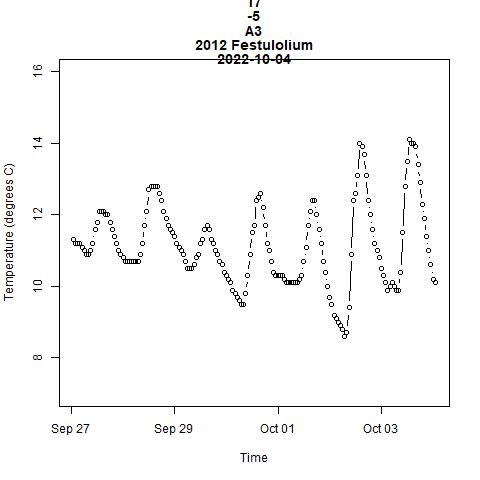 17
-5
A3
2012 Festulolium
2022-10-04
16
14
12
10
8
Temperature (degrees C)
Sep 27 Sep 29 Oct 01 Oct 03
Time